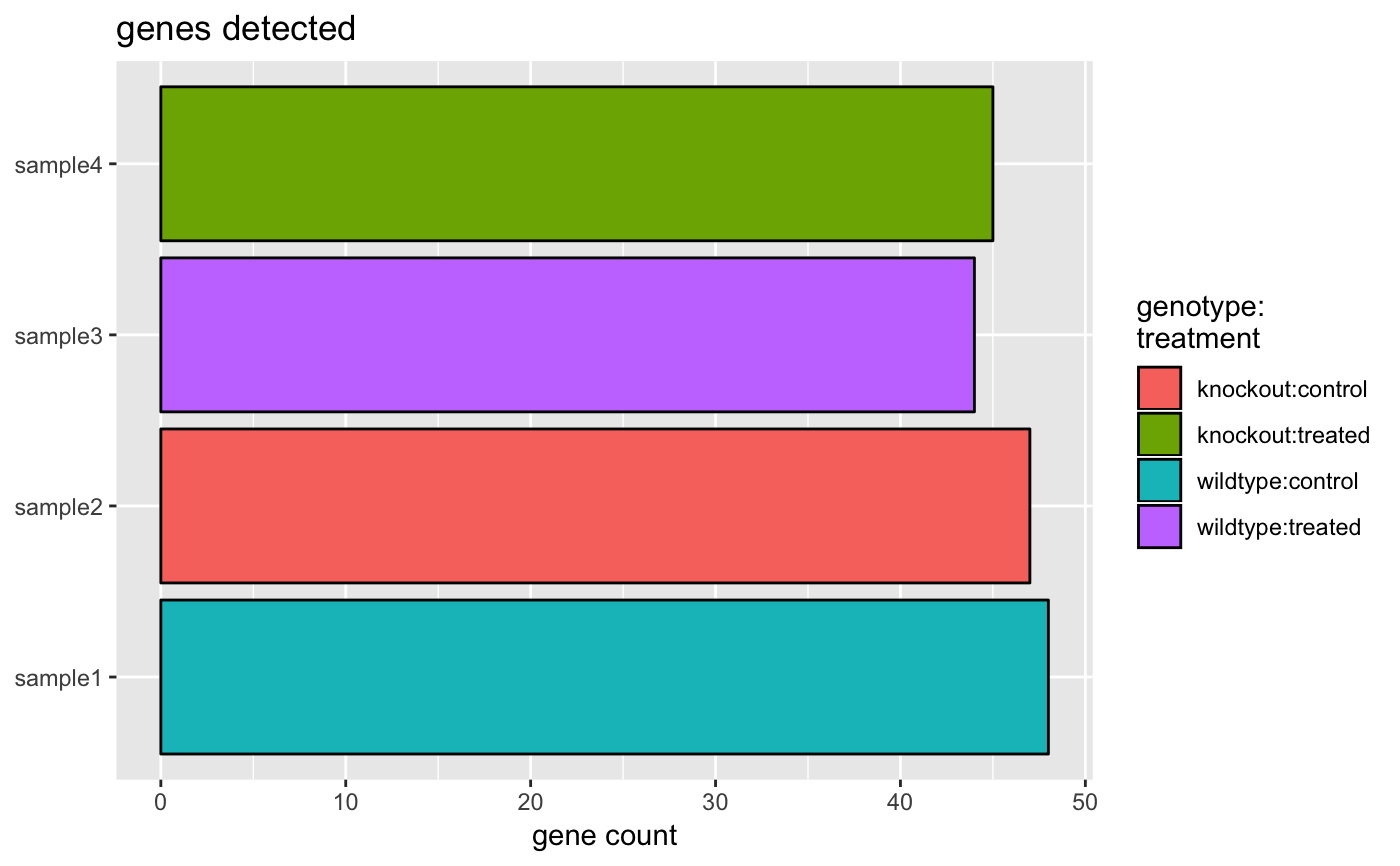 genes detected
sample4
sample3
sample2
sample1
0 10 20 30 40 50
gene count
genotype:
treatment
knockout:control
knockout:treated
wildtype:control
wildtype:treated